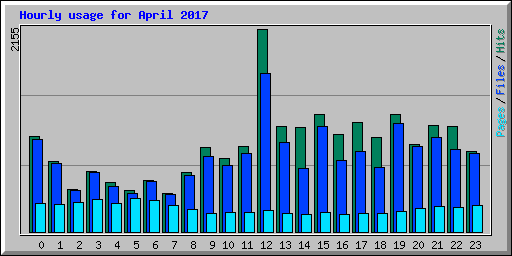 Hourly usage for April 2017
2155
Pages / Files / Hits
0 1 2 3 4 5 6 7 8 9 10 11 12 13 14 15 16 17 18 19 20 21 22 23